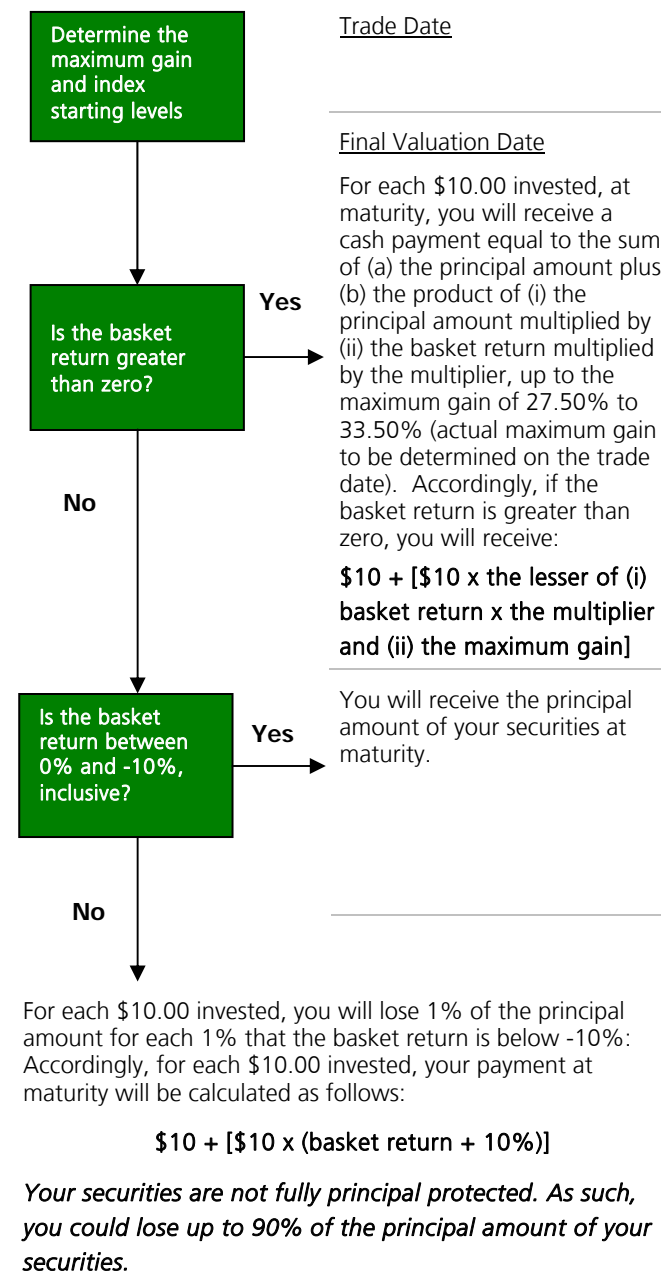 Determine the
maximum gain
and index
starting levels
Trade Date
Final Valuation Date
For each $10.00 invested, at
maturity, you will receive a
cash payment equal to the sum
of (a) the principal amount plus
(b) the product of (i) the
principal amount multiplied by
(ii) the basket return multiplied
by the multiplier, up to the
maximum gain of 27.50% to
33.50% (actual maximum gain
to be determined on the trade
date).  Accordingly, if the
basket return is greater than
zero, you will receive:
$10 + [$10 x the lesser of (i)
basket return x the multiplier
and (ii) the maximum gain]
Is the basket
return greater
than zero?
Yes
No
Is the basket
return between
0% and -10%,
inclusive?
Yes
You will receive the principal
amount of your securities at
maturity.
No
For each $10.00 invested, you will lose 1% of the principal
amount for each 1% that the basket return is below -10%:
Accordingly, for each $10.00 invested, your payment at
maturity will be calculated as follows:
$10 + [$10 x (basket return + 10%)]
Your securities are not fully principal protected. As such,
you could lose up to 90% of the principal amount of your
securities.